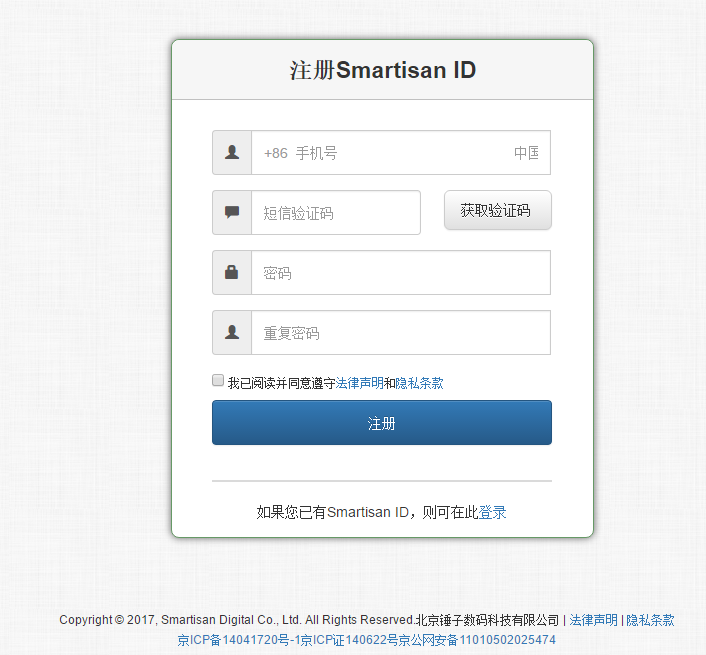 注册Smartisan ID
+86 手机号 中国
短信验证码 获取验证码
密码
重复密码
我已阅读并同意遵守法律声明和隐私条款
注册
如果您已有Smartisan ID，则可在此登录
Copyright © 2017, Smartisan Digital Co., Ltd. All Rights Reserved.北京锤子数码科技有限公司 | 法律声明 | 隐私条款
京ICP备14041720号-1京ICP证140622号京公网安备11010502025474